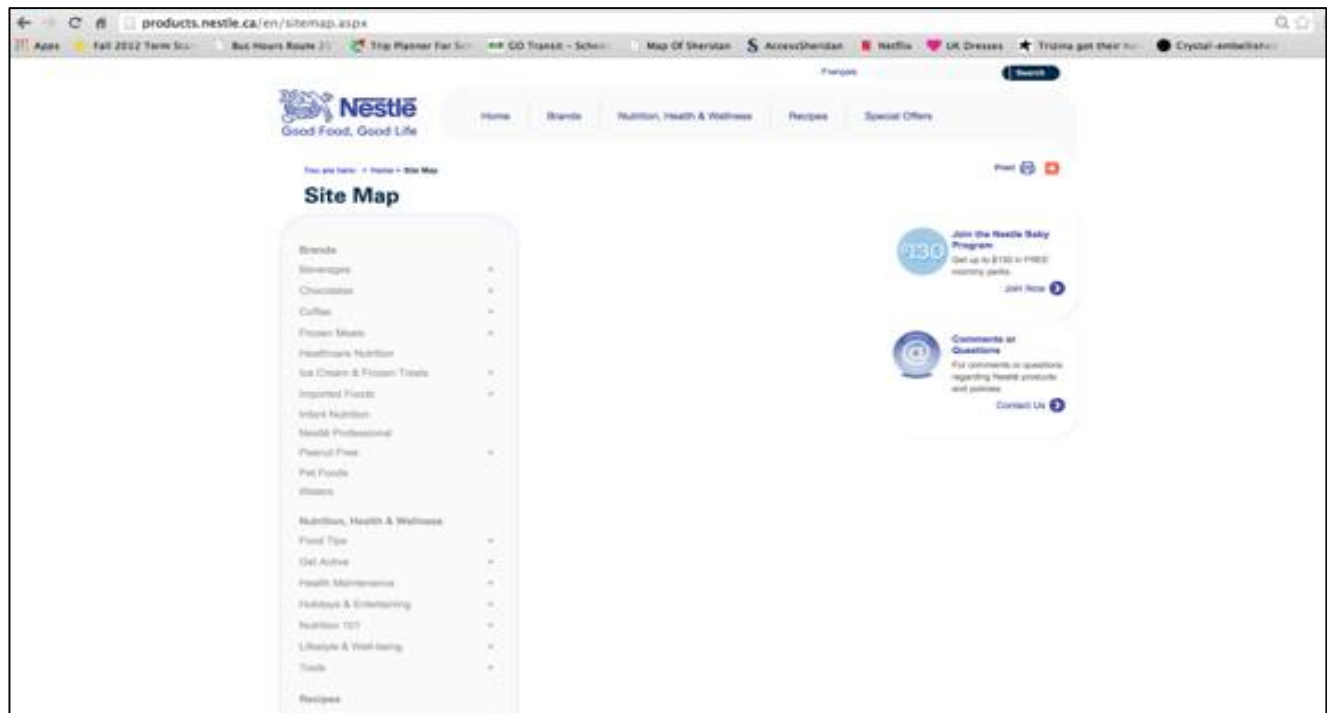 products.nestle.ca/en/sitemap.aspx
Apps Fall 2012 Term Bus Hours Route Trip Planner For GO Transit - Map Of Sheridan AccessSheridan Netflix UK Dresses their Crystal-embellished
Français Search
Nestlé
Good Food, Good Life
Home Brands Nutrition, Health & Wellness Recipes Special Offers
You are here: > Home > Site Map
Print
Site Map
Brands
Beverages
Chocolates
Coffee
Frozen Meals
Healthcare Nutrition
Ice Cream & Frozen Treats
Imported Foods
Infant Nutrition
Nestlé Professional
Peanut Free
Pet Foods
Waters
Nutrition, Health & Wellness
Food Tips
Get Active
Health Maintenance
Holidays & Entertaining
Nutrition 101
Lifestyle & Well-being
Tools
Recipes
Join the Nestlé Baby
Program
Get up to $130 in FREE
Join Now
Comments or
Questions
For comments or questions
regarding Nestlé products
and policies
Contact Us